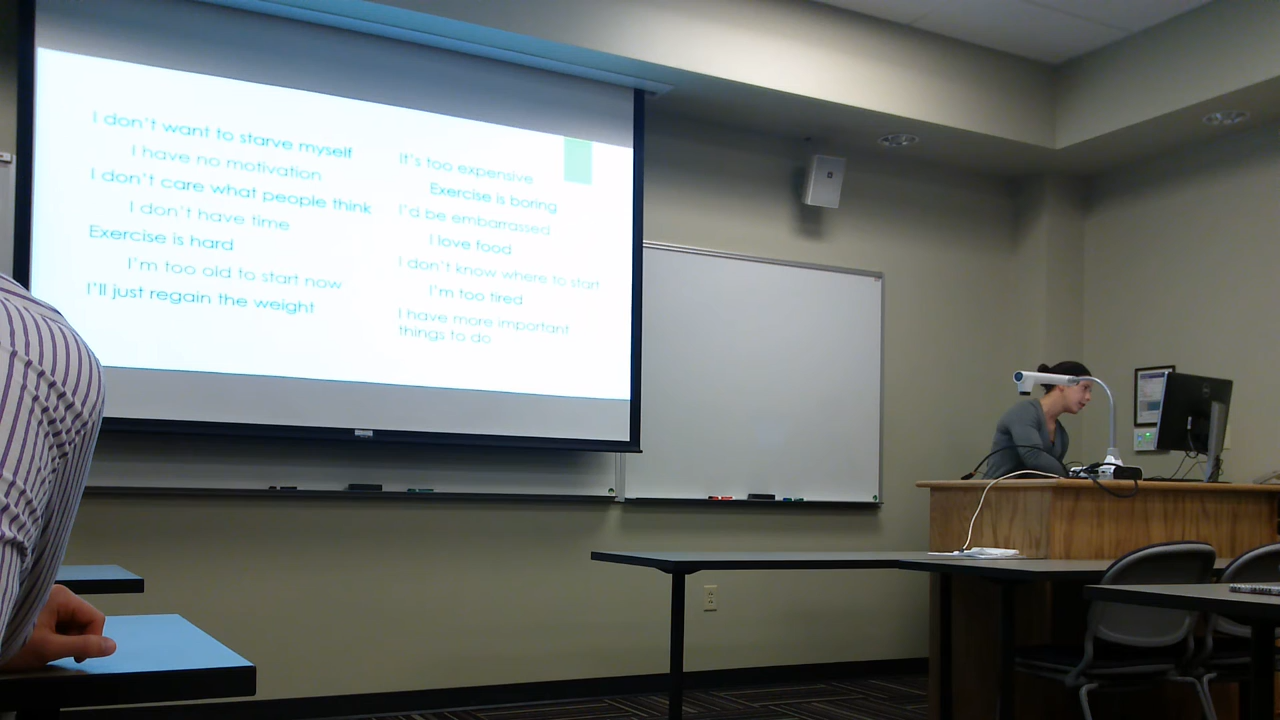 I don't want to starve myself
I have no motivation
I don't care what people think
I don't have time
Exercise is hard
I'm too old to start now
I'll just regain the weight
It's too expensive
Exercise is boring
I'd be embarrassed
I love food
I don't know where to start
I'm too tired
I have more important
things to do